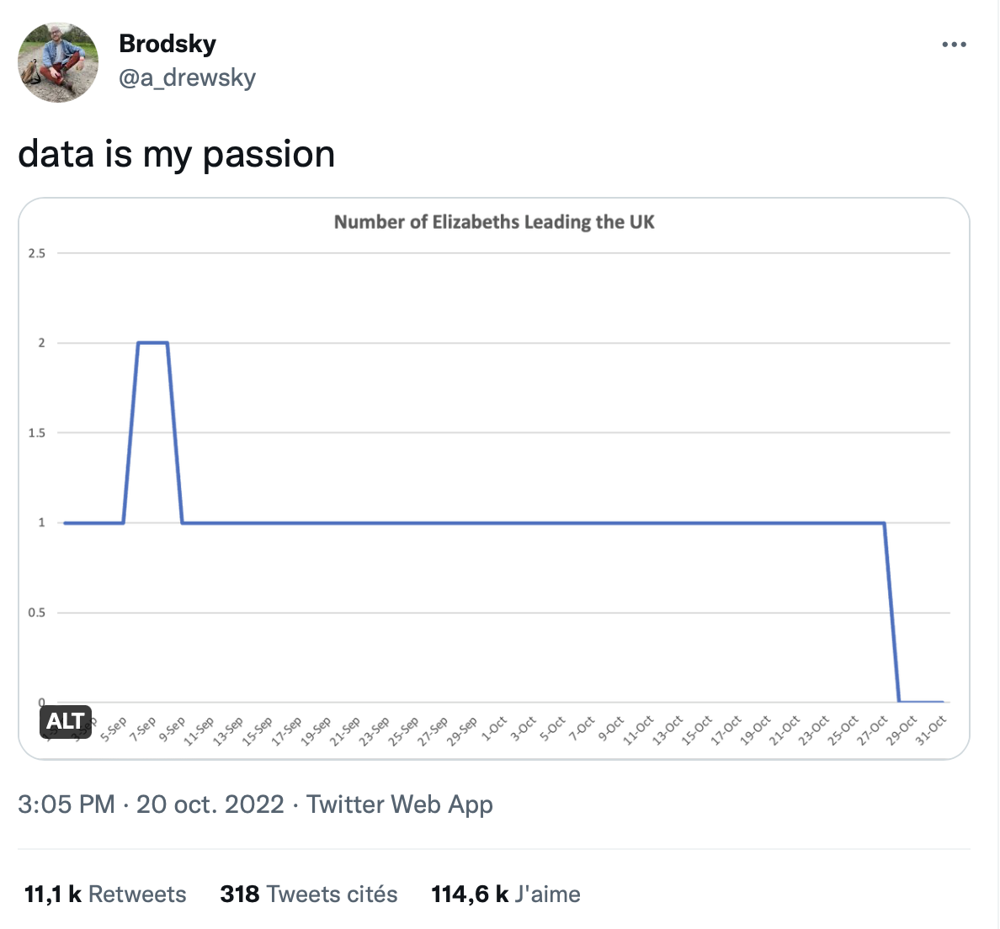 Brodsky
@a_drewsky
data is my passion
Number of Elizabeths Leading the UK
2.5
2
1.5
1
0.5
0
ALT
5-Sep 7-Sep 9-Sep 11-Sep 13-Sep 15-Sep 17-Sep 19-Sep 21-Sep 23-Sep 25-Sep 27-Sep 29-Sep 1-Oct 3-Oct 5-Oct 7-Oct 9-Oct 11-Oct 13-Oct 15-Oct 17-Oct 19-Oct 21-Oct 23-Oct 25-Oct 27-Oct 29-Oct 31-Oct
3:05 PM · 20 oct. 2022 · Twitter Web App
11,1 k Retweets 318 Tweets cités 114,6 k J'aime